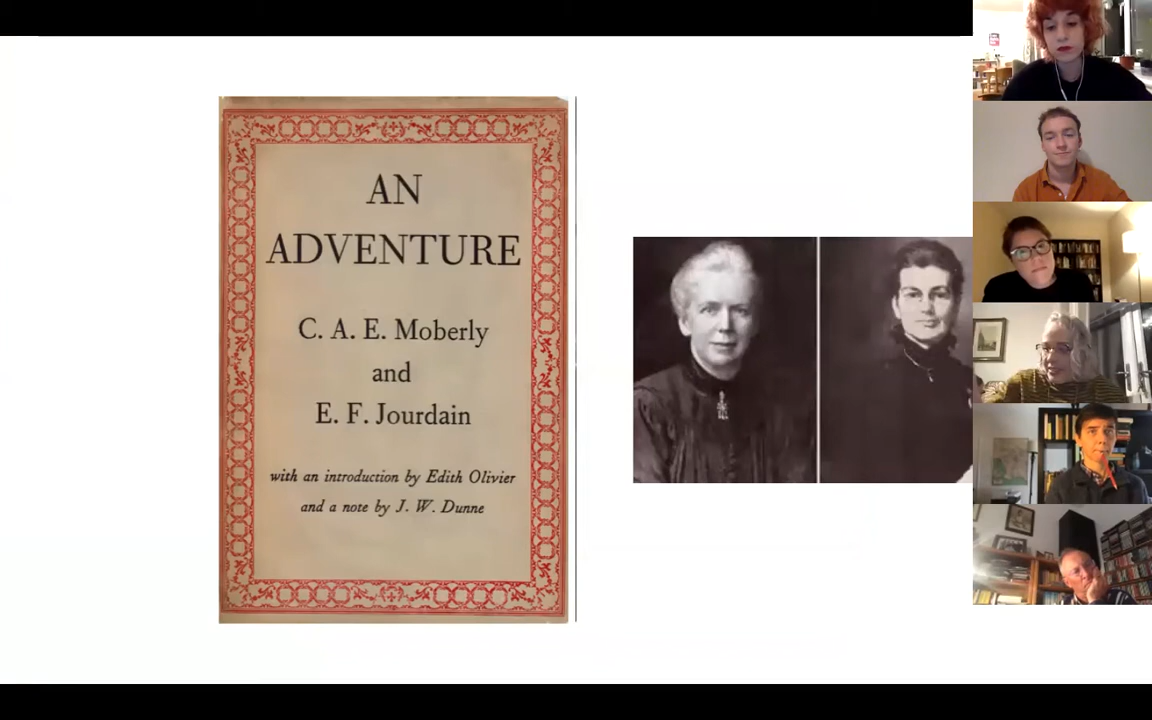 AN
ADVENTURE
C. A. E. Moberly
and
E. F. Jourdain
with an introduction by Edith Olivier
and a note by J. W. Dunne